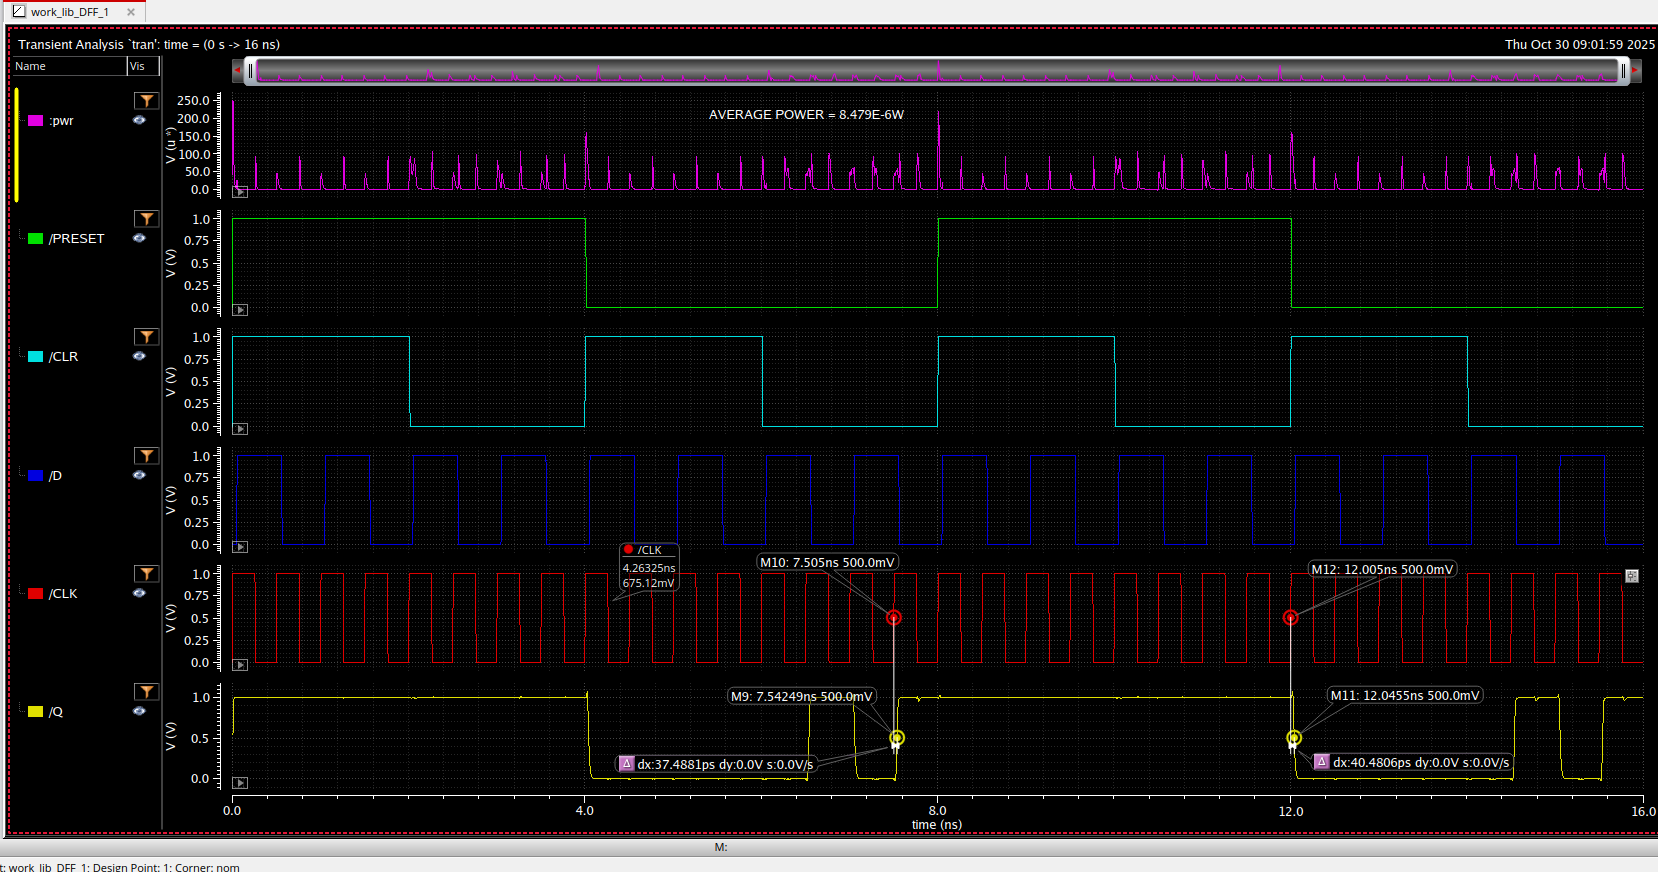 work_lib_DFF_1
Transient Analysis `tran': time = (0 s -> 16 ns)
Thu Oct 30 09:01:59 2025
Name Vis
:pwr
V (u *)
250.0
200.0
150.0
100.0
50.0
0.0
AVERAGE POWER = 8.479E-6W
/PRESET
V (V)
1.0
0.75
0.5
0.25
0.0
/CLR
V (V)
1.0
0.75
0.5
0.25
0.0
/D
V (V)
1.0
0.75
0.5
0.25
0.0
/CLK
V (V)
1.0
0.75
0.5
0.25
0.0
/CLK
4.26325ns
675.12mV
M10: 7.505ns 500.0mV
M12: 12.005ns 500.0mV
/Q
V (V)
1.0
0.5
0.0
M9: 7.54249ns 500.0mV
M11: 12.0455ns 500.0mV
dx:37.4881ps dy:0.0V s:0.0V/s
dx:40.4806ps dy:0.0V s:0.0V/s
0.0 4.0 8.0 12.0 16.0
time (ns)
M:
t: work_lib_DFF_1; Design Point: 1; Corner: nom